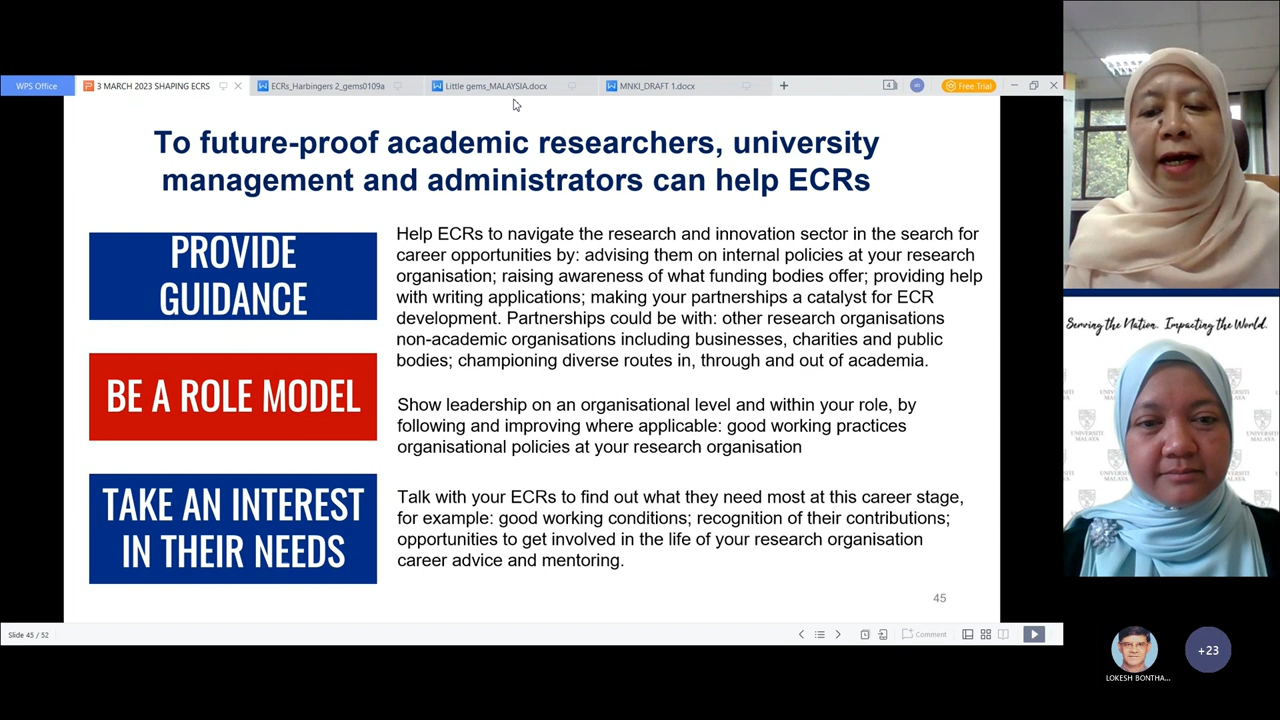 WPS Office
3 MARCH 2023 SHAPING ECRS
ECRs_Harbingers 2_gems0109a
Little gems_MALAYSIA.docx
MNKI_DRAFT 1.docx
Free Trial
To future-proof academic researchers, university
management and administrators can help ECRs
PROVIDE
GUIDANCE
Help ECRs to navigate the research and innovation sector in the search for
career opportunities by: advising them on internal policies at your research
organisation; raising awareness of what funding bodies offer; providing help
with writing applications; making your partnerships a catalyst for ECR
development. Partnerships could be with: other research organisations
non-academic organisations including businesses, charities and public
bodies; championing diverse routes in, through and out of academia.
BE A ROLE MODEL
Show leadership on an organisational level and within your role, by
following and improving where applicable: good working practices
organisational policies at your research organisation
TAKE AN INTEREST
IN THEIR NEEDS
Talk with your ECRs to find out what they need most at this career stage,
for example: good working conditions; recognition of their contributions;
opportunities to get involved in the life of your research organisation
career advice and mentoring.
45
Slide 45 / 52
Comment
Serving the Nation. Impacting the World.
UNIVERSITI
MALAYA
LOKESH BONTHA...
+23